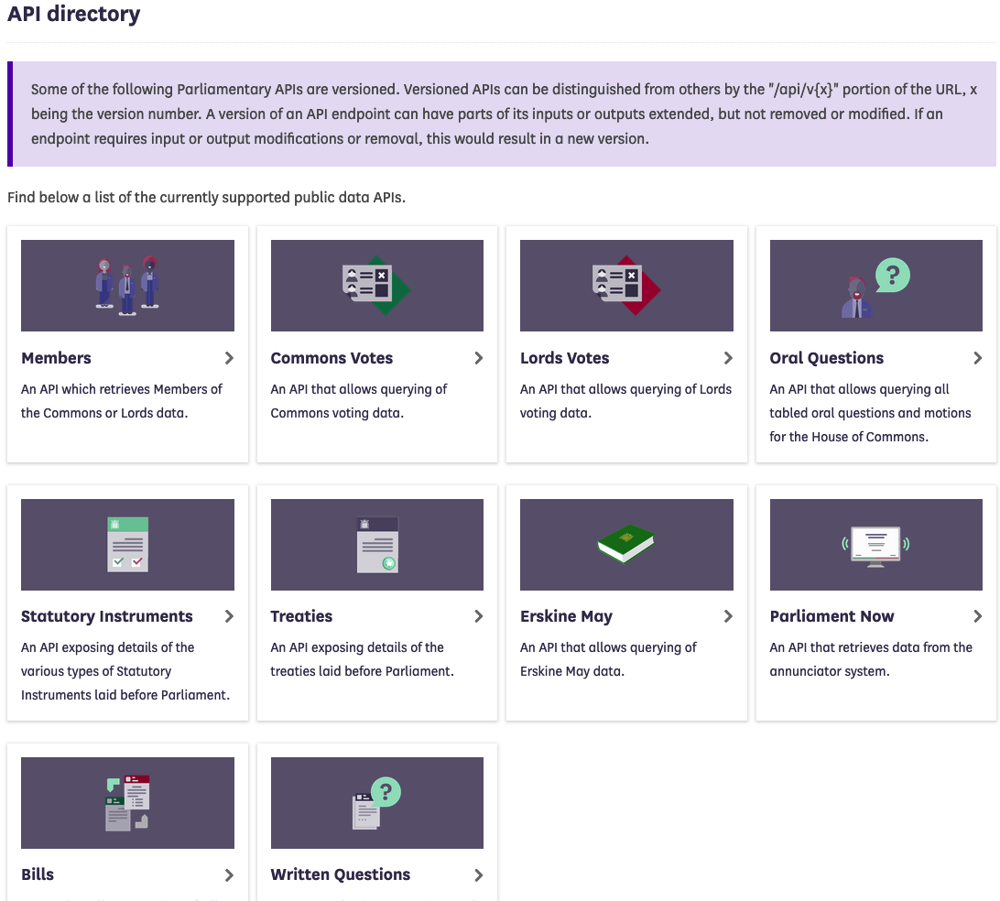 API directory
Some of the following Parliamentary APIs are versioned. Versioned APIs can be distinguished from others by the "/api/v{x}" portion of the URL, x
being the version number. A version of an API endpoint can have parts of its inputs or outputs extended, but not removed or modified. If an
endpoint requires input or output modifications or removal, this would result in a new version.
Find below a list of the currently supported public data APIs.
Members
An API which retrieves Members of
the Commons or Lords data.
Commons Votes
An API that allows querying of
Commons voting data.
Lords Votes
An API that allows querying of Lords
voting data.
Oral Questions
An API that allows querying all
tabled oral questions and motions
for the House of Commons.
Statutory Instruments
An API exposing details of the
various types of Statutory
Instruments laid before Parliament.
Treaties
An API exposing details of the
treaties laid before Parliament.
Erskine May
An API that allows querying of
Erskine May data.
Parliament Now
An API that retrieves data from the
annunciator system.
Bills
Written Questions